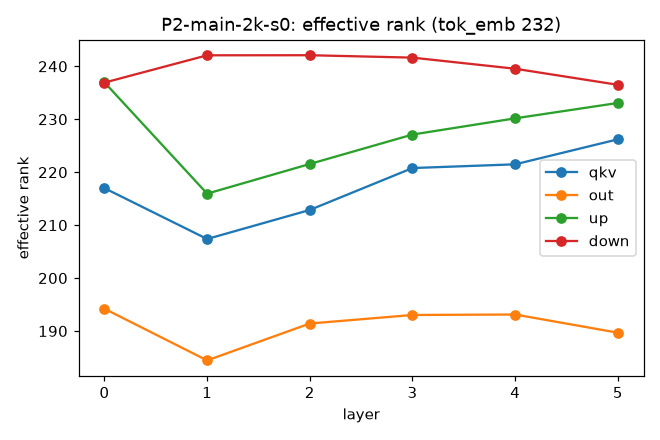 P2-main-2k-s0: effective rank (tok_emb 232)
240
230
220
210
200
190
effective rank
qkv
out
up
down
0 1 2 3 4 5
layer